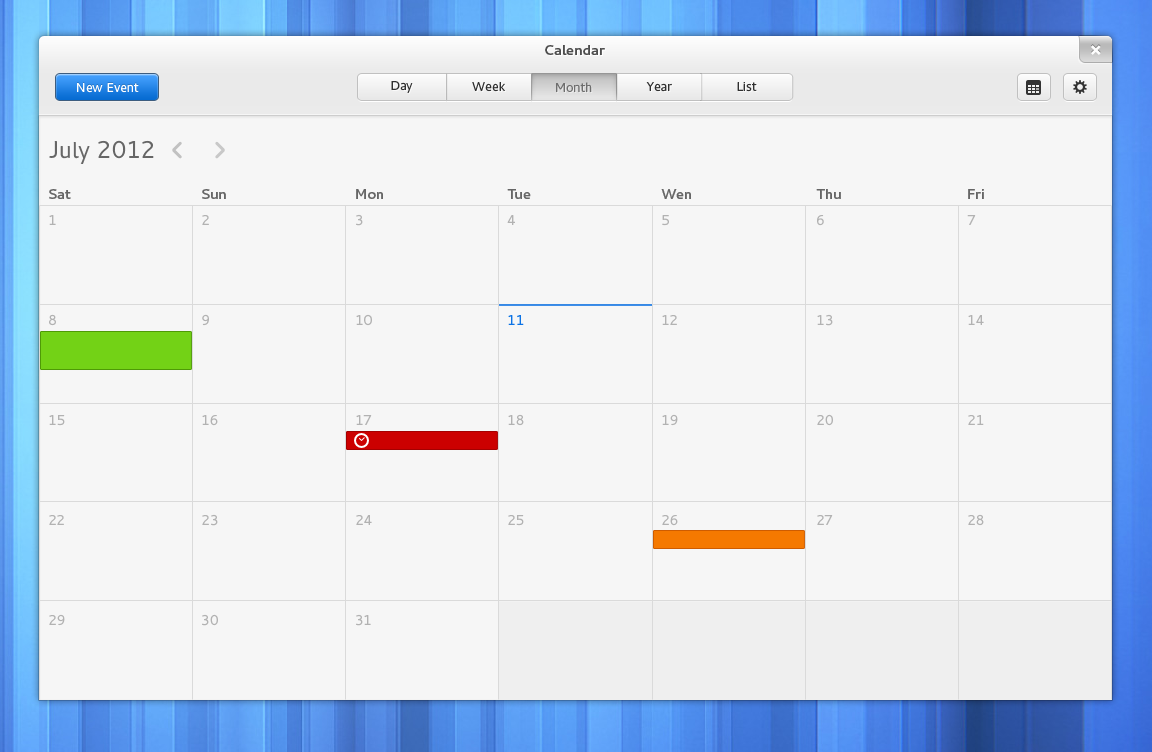 Calendar
New Event Day Week Month Year List
July 2012
Sat Sun Mon Tue Wen Thu Fri
1 2 3 4 5 6 7
8 9 10 11 12 13 14
15 16 17 18 19 20 21
22 23 24 25 26 27 28
29 30 31